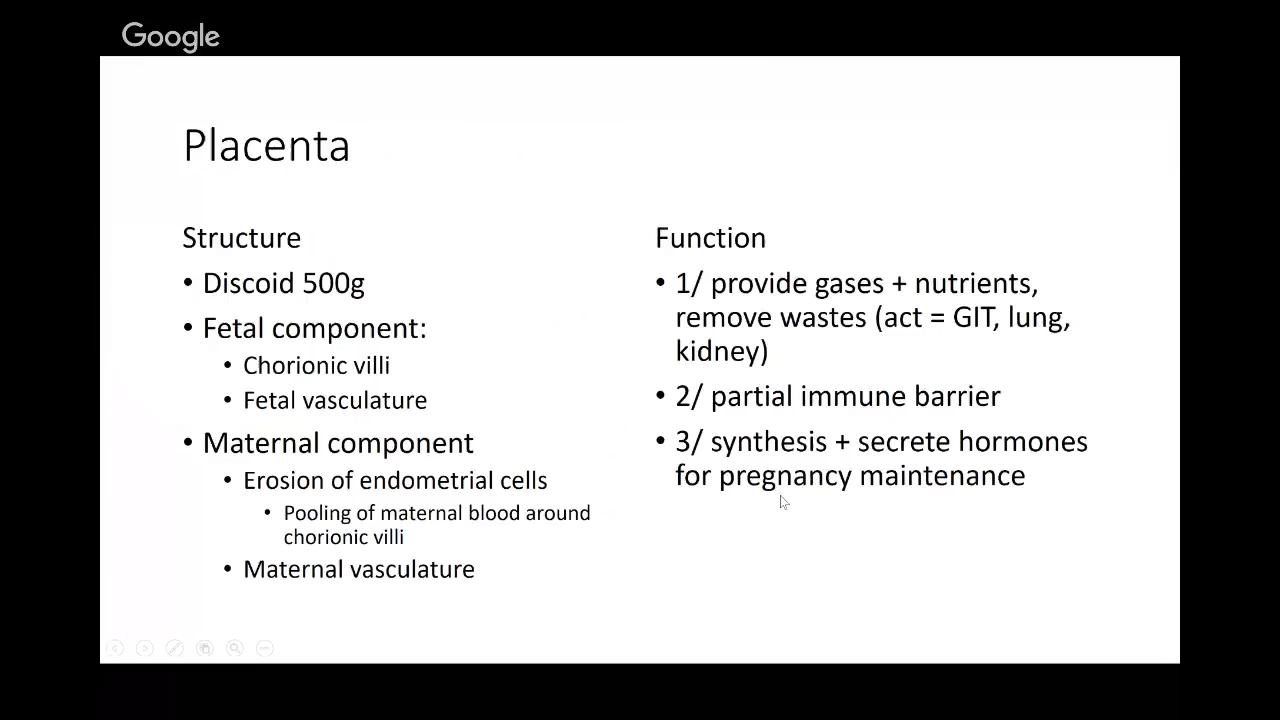 Google
Placenta
Structure
• Discoid 500g
• Fetal component:
• Chorionic villi
• Fetal vasculature
• Maternal component
• Erosion of endometrial cells
• Pooling of maternal blood around
chorionic villi
• Maternal vasculature
Function
• 1/ provide gases + nutrients,
remove wastes (act = GIT, lung,
kidney)
• 2/ partial immune barrier
• 3/ synthesis + secrete hormones
for pregnancy maintenance